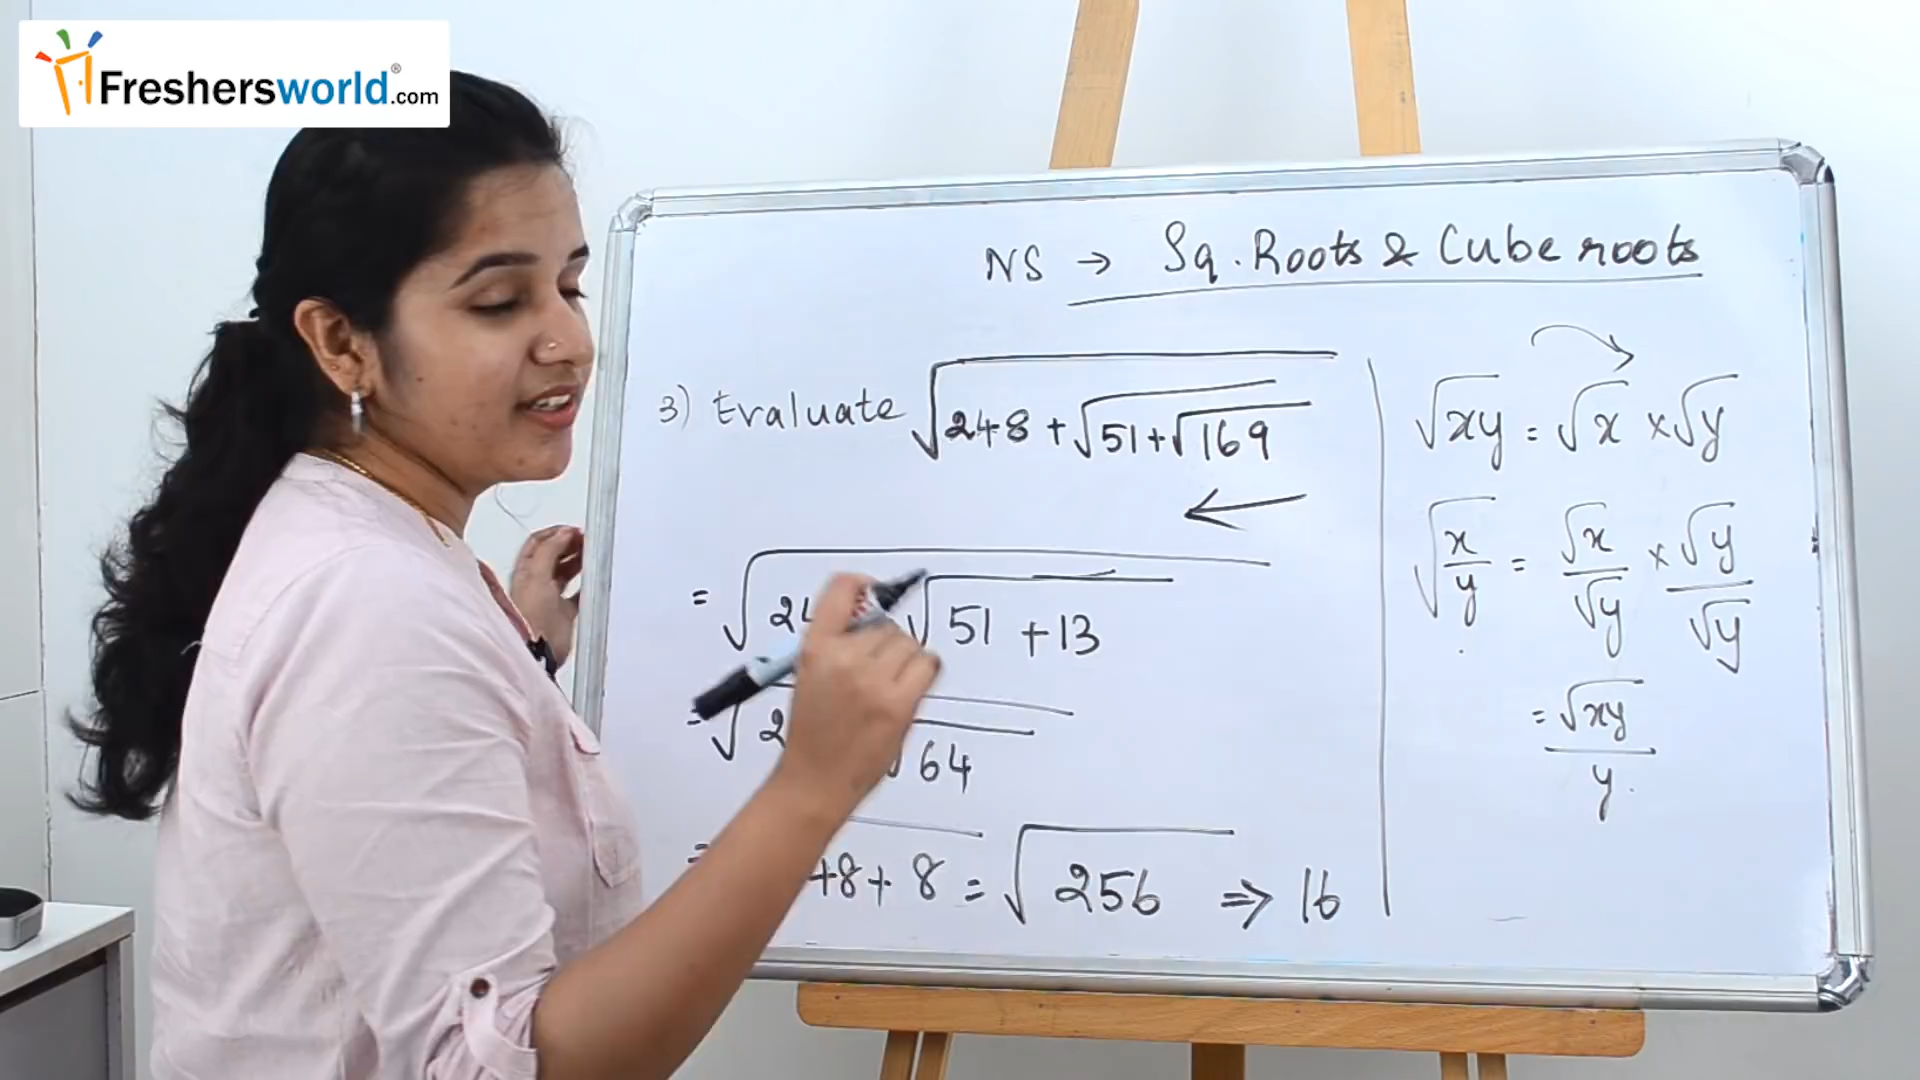 Freshersworld.com
NS → Sq. Roots & Cube roots
3) Evaluate √248 + √51 + √169
= √24 √51 + 13
= √2 √64
= +8 + 8 = √256 ⇒ 16
√xy = √x × √y
√x/y = √x/√y × √y/√y
= √xy/y.